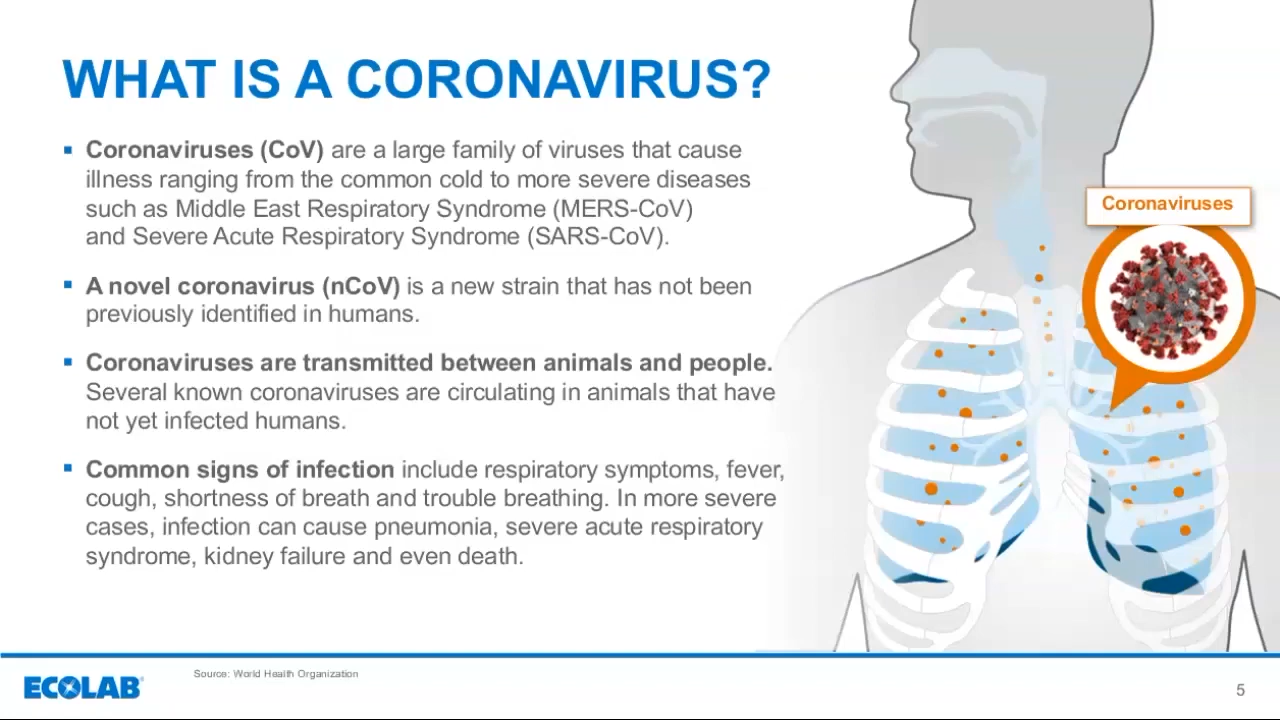 WHAT IS A CORONAVIRUS?
▪ Coronaviruses (CoV) are a large family of viruses that cause
illness ranging from the common cold to more severe diseases
such as Middle East Respiratory Syndrome (MERS-CoV)
and Severe Acute Respiratory Syndrome (SARS-CoV).
▪ A novel coronavirus (nCoV) is a new strain that has not been
previously identified in humans.
▪ Coronaviruses are transmitted between animals and people.
Several known coronaviruses are circulating in animals that have
not yet infected humans.
▪ Common signs of infection include respiratory symptoms, fever,
cough, shortness of breath and trouble breathing. In more severe
cases, infection can cause pneumonia, severe acute respiratory
syndrome, kidney failure and even death.
Coronaviruses
Source: World Health Organization
ECOLAB
5